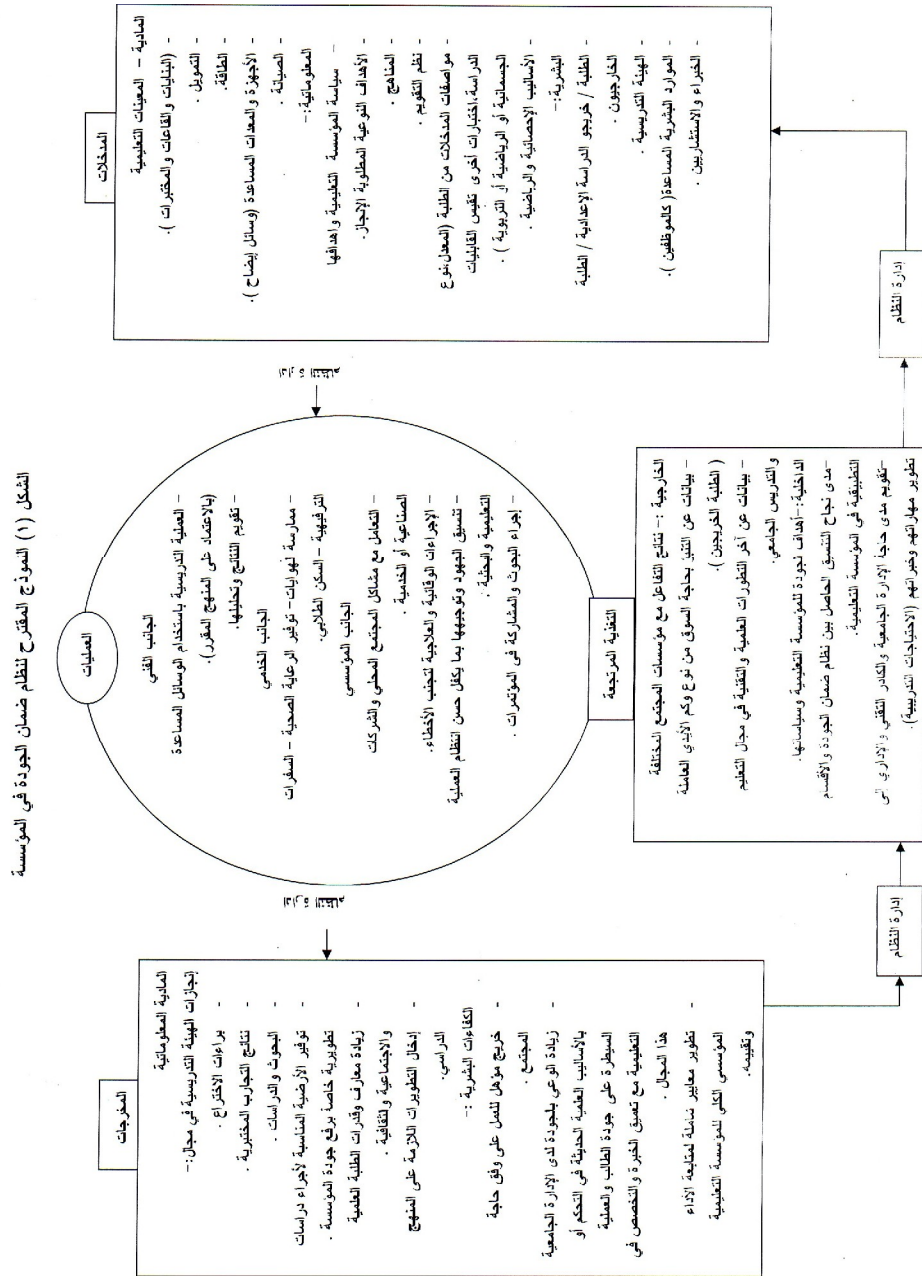 الشكل (١) النموذج المقترح لنظام ضمان الجودة في المؤسسة
المدخلات
المادية – المعينات التعليمية
- (البنايات والقاعات والمختبرات ).
- التمويل .
- الطاقة.
- الأجهزة والمعدات المساعدة (وسائل إيضاح ).
- الصيانة .
المعلوماتية:-
- سياسة المؤسسة التعليمية واهدافها
- الأهداف النوعية المطلوبة الإنجاز.
- المناهج .
- نظم التقويم .
- مواصفات المدخلات من الطلبة (المعدل،نوع
الدراسة،اختبارات أخرى تقيس القابليات
الجسمانية أو الرياضية أو التربوية ) .
- الأساليب الإحصائية والرياضية .
البشرية:-
- الطلبة / خريجو الدراسة الإعدادية / الطلبة
الخارجيون .
- الهيئة التدريسية .
- الموارد البشرية المساعدة( كالموظفين ).
- الخبراء والاستشاريين .
إدارة النظام
العمليات
الجانب الفني
- العملية التدريسية باستخدام الوسائل المساعدة
(بالاعتماد على المنهج المقرر).
- تقويم النتائج وتحليلها.
الجانب الخدمي
- ممارسة لهوايات- توفير الرعاية الصحية – السفرات
الترفيهية – السكن الطلابي.
الجانب المؤسسي
التعامل مع مشاكل المجتمع المحلي والشركات
الصناعية أو الخدمية .
الإجراءات الوقائية والعلاجية لتجنب الأخطاء.
تنسيق الجهود وتوجيهها بما يكفل حسن انتظام العملية
التعليمية والبحثية .
- إجراء البحوث والمشاركة في المؤتمرات .
إدارة النظام
المخرجات
المادية المعلوماتية
إنجازات الهيئة التدريسية في مجال:-
- براءات الاختراع .
- نتائج التجارب المختبرية .
- البحوث والدراسات .
- توفير الأرضية المناسبة لأجراء دراسات
تطويرية خاصة برفع جودة المؤسسة .
- زيادة معارف وقدرات الطلبة العلمية
والاجتماعية والثقافية .
- إدخال التطويرات اللازمة على المنهج
الدراسي.
الكفاءات البشرية :-
- خريج مؤهل للعمل على وفق حاجة
المجتمع .
- زيادة الوعي بلجودة لدى الإدارة الجامعية
بالأساليب العلمية الحديثة في التحكم أو
السيطرة على جودة الطالب والعملية
التعليمية مع تعميق الخبرة والتخصص في
هذا المجال .
- تطوير معايير شاملة لمتابعة الأداء
المؤسسي الكلي للمؤسسة التعليمية
وتقييمه.
إدارة النظام
التغذية المرتجعة
الخارجية :- نتائج التفاعل مع مؤسسات المجتمع المختلفة
- بيانات عن التنبؤ بحاجة السوق من نوع وكم الأيدي العاملة
( الطلبة الخريجين).
- بيانات عن آخر التطورات العلمية والتقنية في مجال التعليم
والتدريس الجامعي.
الداخلية:-أهداف لجودة للمؤسسة التعليمية وسياساتها.
-مدى نجاح التنسيق الحاصل بين نظام ضمان الجودة والأقسام
التطبيقية في المؤسسة التعليمية.
-تقويم مدى حاجا الإدارة الجامعية والكادر التقني والإداري إلى
تطوير مهاراتهم وخبراتهم (الاحتياجات التدريبية).
إدارة النظام